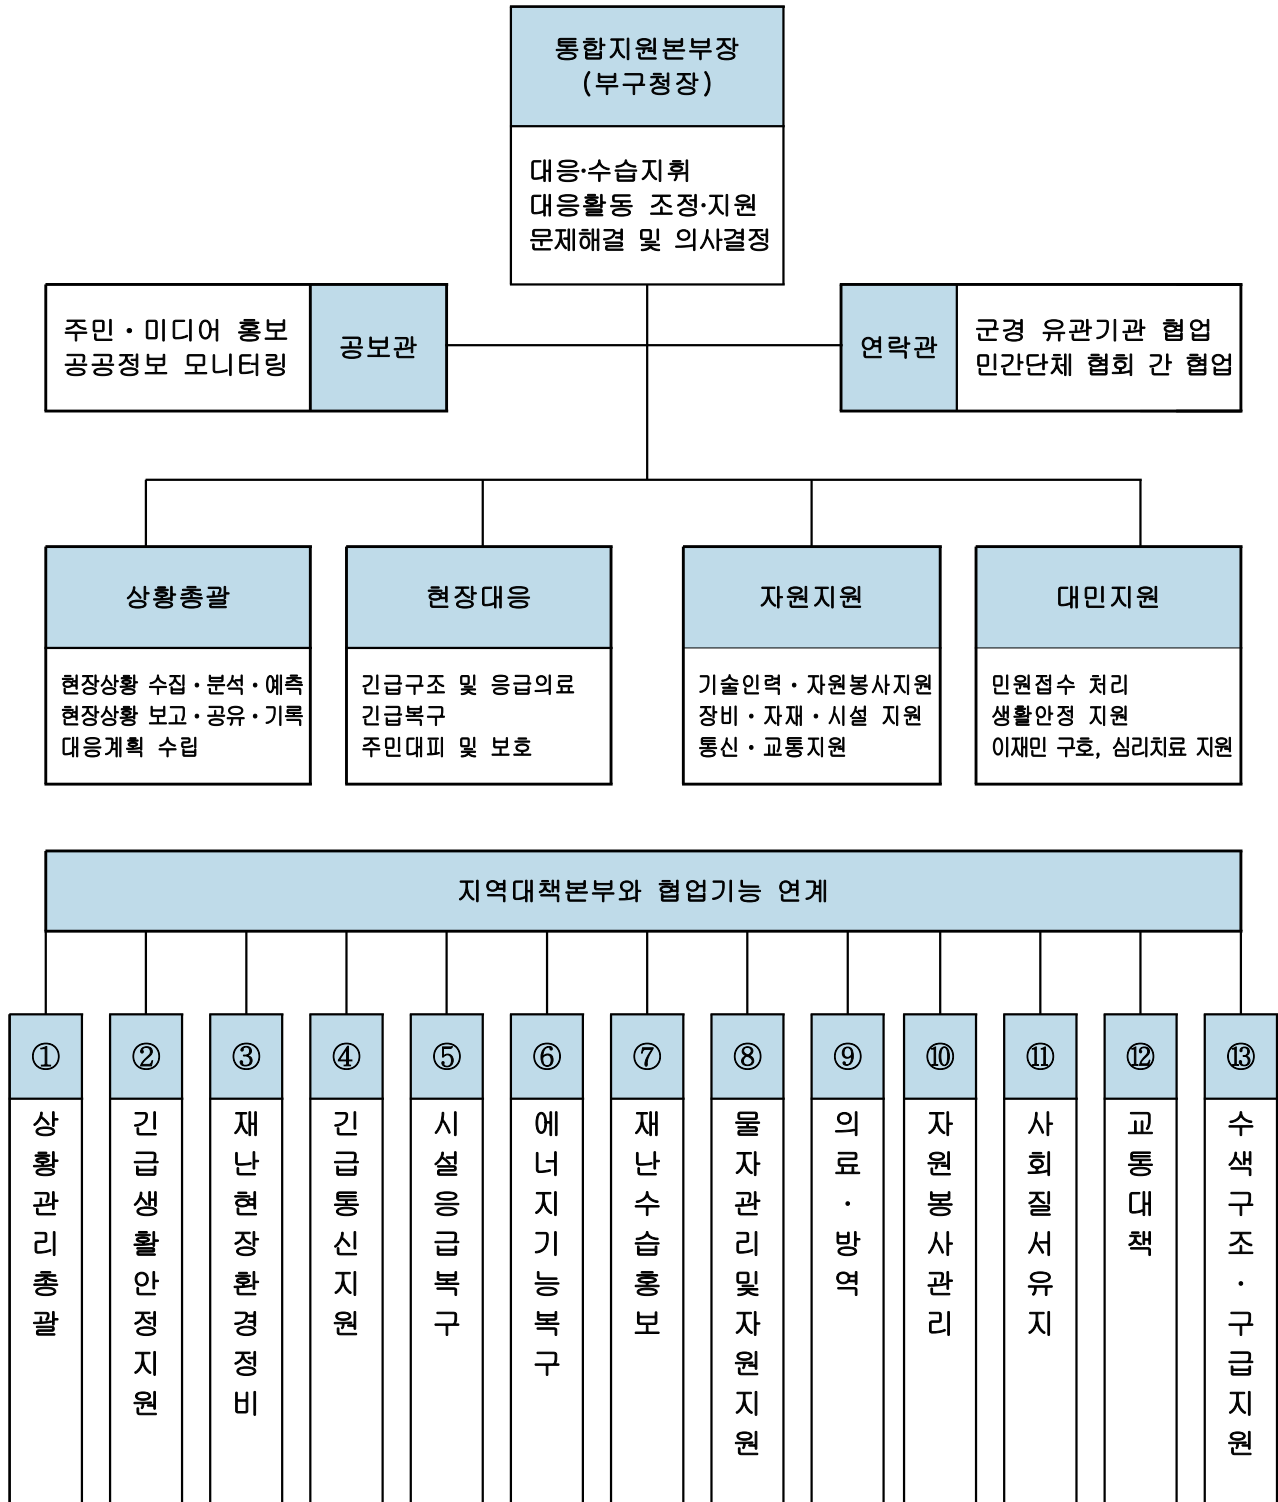 통합지원본부장
(부구청장)
대응·수습지휘
대응활동 조정·지원
문제해결 및 의사결정
주민·미디어 홍보
공공정보 모니터링
공보관
연락관
군경 유관기관 협업
민간단체 협회 간 협업
상황총괄
현장상황 수집·분석·예측
현장상황 보고·공유·기록
대응계획 수립
현장대응
긴급구조 및 응급의료
긴급복구
주민대피 및 보호
자원지원
기술인력·자원봉사지원
장비·자재·시설 지원
통신·교통지원
대민지원
민원접수 처리
생활안정 지원
이재민 구호, 심리치료 지원
지역대책본부와 협업기능 연계
①
상황관리총괄
②
긴급생활안정지원
③
재난현장환경정비
④
긴급통신지원
⑤
시설응급복구
⑥
에너지기능복구
⑦
재난수습홍보
⑧
물자관리및자원지원
⑨
의료·방역
⑩
자원봉사관리
⑪
사회질서유지
⑫
교통대책
⑬
수색구조·구급지원